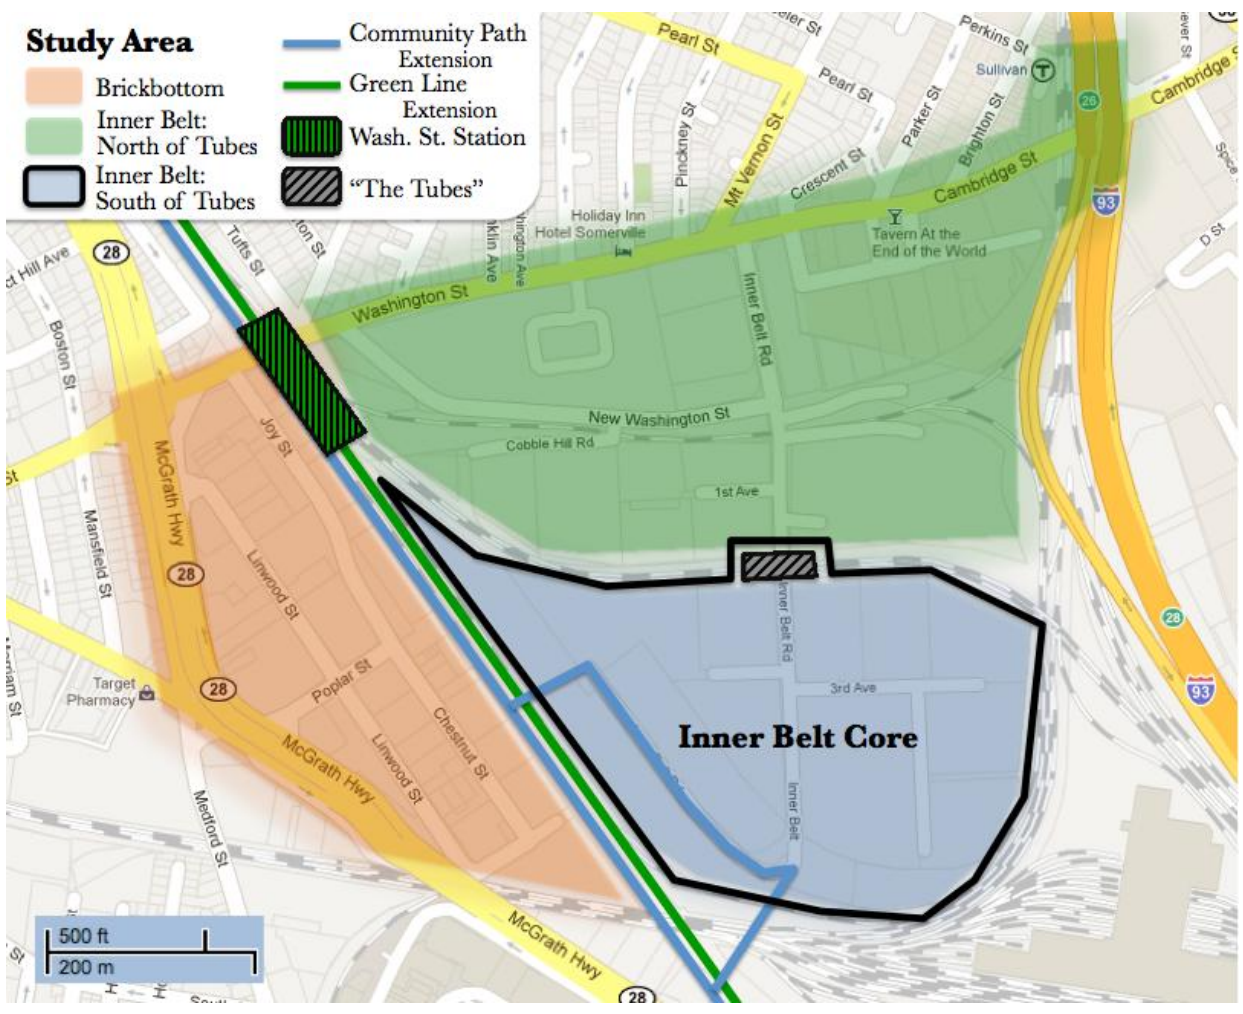 Study Area
Brickbottom
Inner Belt:
North of Tubes
Inner Belt:
South of Tubes
Community Path
Extension
Green Line
Extension
Wash. St. Station
“The Tubes”
Pearl St
Perkins St
Sullivan
T
26
Cambridge
Pearl St
Parker St
Brighton St
Pinckney St
Mt Vernon St
Crescent St
Cambridge St
93
Holiday Inn
Hotel Somerville
Tavern At the
End of the World
D St
28
Tufts St
Washington St
Inner Belt Rd
Boston St
New Washington St
Cobble Hill Rd
Joy St
McGrath Hwy
1st Ave
Mansfield St
28
Linwood St
Inner Belt Rd
28
Target
Pharmacy
28
Poplar St
3rd Ave
93
Chestnut St
Inner Belt Core
McGrath Hwy
Linwood St
Inner Belt
Medford St
500 ft
200 m
McGrath Hwy
28